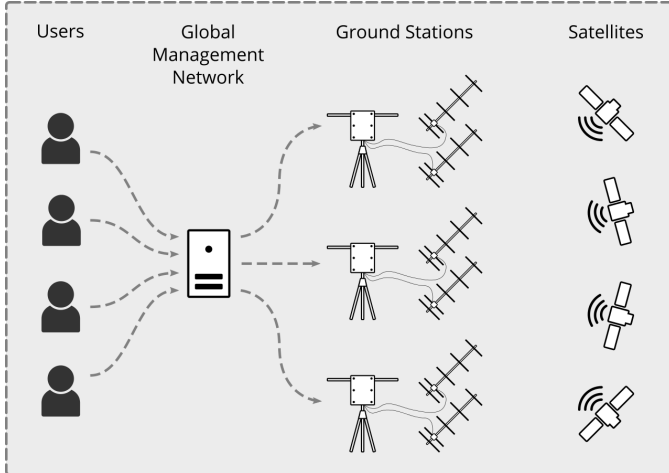 Users
Global
Management
Network
Ground Stations
Satellites